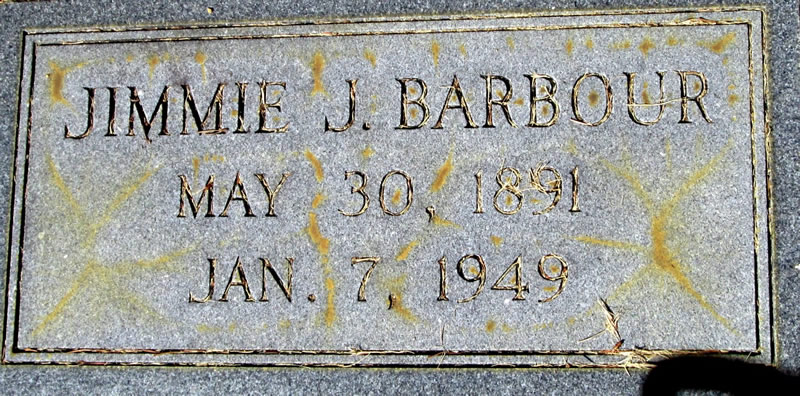 JIMMIE J. BARBOUR
MAY 30, 1891
JAN. 7, 1949